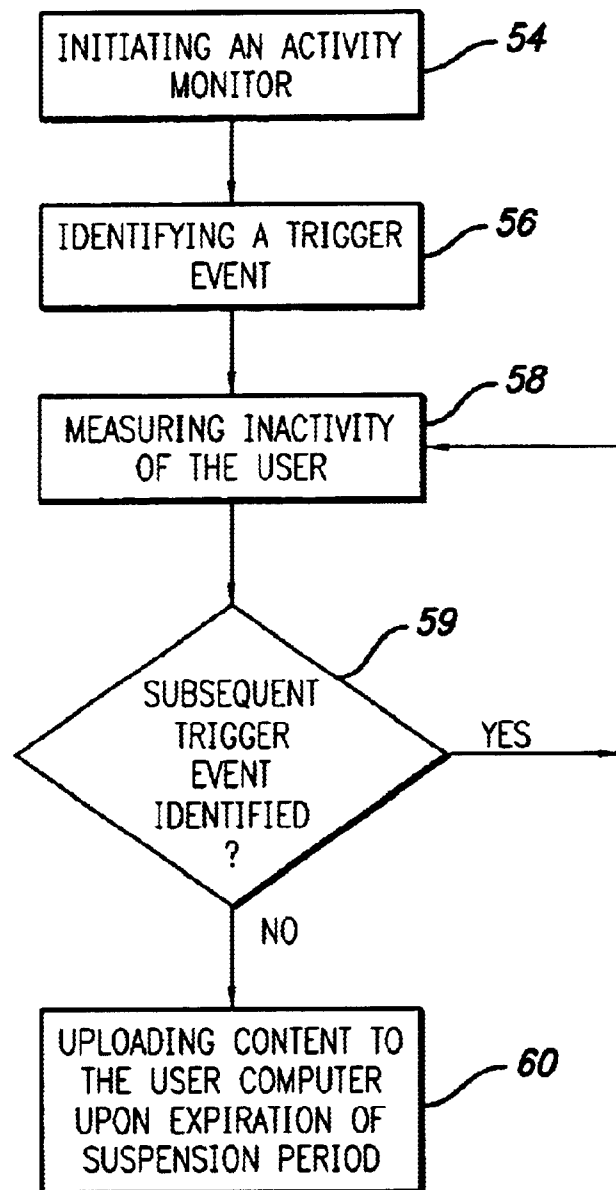 INITIATING AN ACTIVITY
MONITOR
54
IDENTIFYING A TRIGGER
EVENT
56
MEASURING INACTIVITY
OF THE USER
58
SUBSEQUENT
TRIGGER
EVENT
IDENTIFIED
?
59
YES
NO
UPLOADING CONTENT TO
THE USER COMPUTER
UPON EXPIRATION OF
SUSPENSION PERIOD
60